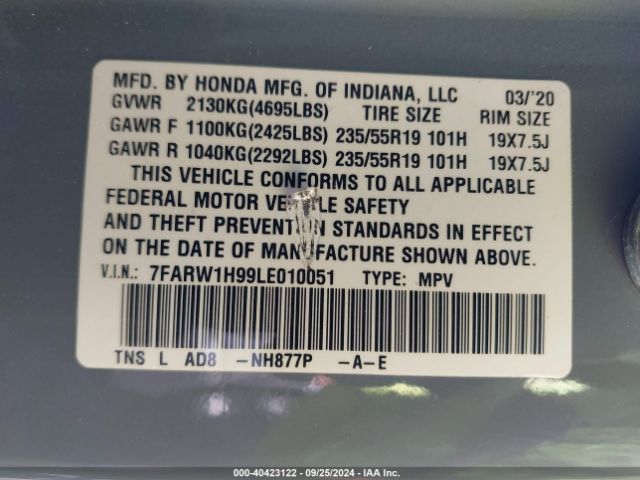 MFD. BY HONDA MFG. OF INDIANA, LLC 03/'20
GVWR 2130KG(4695LBS) TIRE SIZE RIM SIZE
GAWR F 1100KG(2425LBS) 235/55R19 101H 19X7.5J
GAWR R 1040KG(2292LBS) 235/55R19 101H 19X7.5J
THIS VEHICLE CONFORMS TO ALL APPLICABLE
FEDERAL MOTOR VEHICLE SAFETY
AND THEFT PREVENTION STANDARDS IN EFFECT
ON THE DATE OF MANUFACTURE SHOWN ABOVE.
V.I.N.: 7FARW1H99LE010051 TYPE: MPV
TNS L AD8 -NH877P -A-E
000-40423122 - 09/25/2024 - IAAI.COM